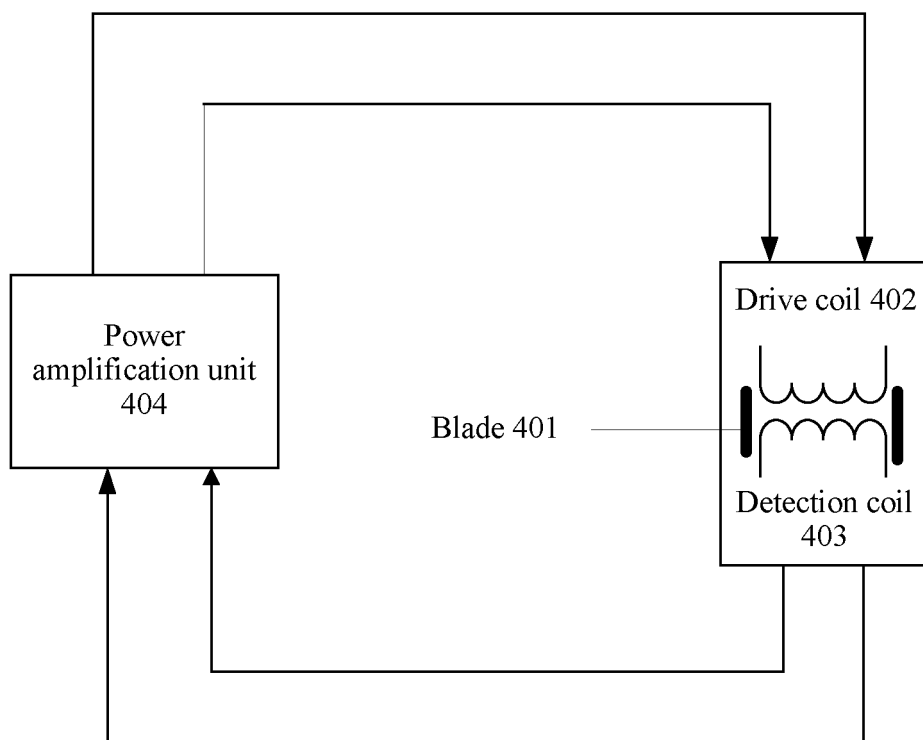 Power
amplification unit
404
Drive coil 402
Blade 401
Detection coil
403